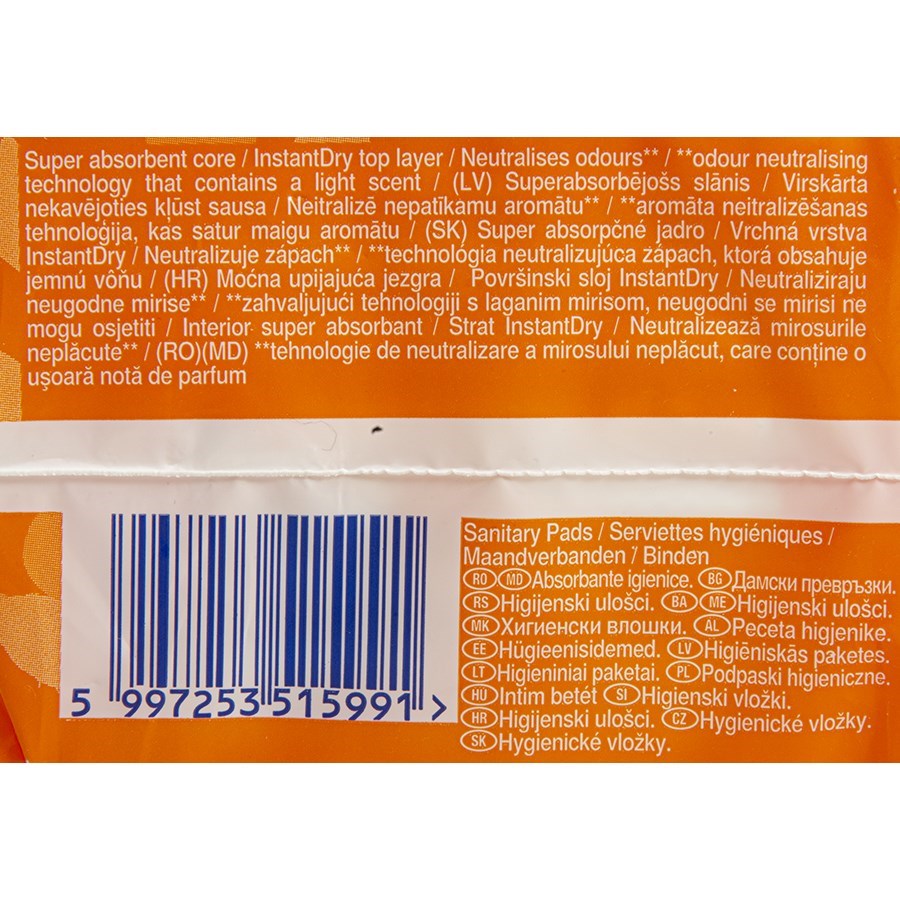 Super absorbent core / InstantDry top layer / Neutralises odours** / **odour neutralising
technology that contains a light scent / (LV) Superabsorbējošs slānis / Virskārta
nekavējoties kļūst sausa / Neitralizē nepatīkamu aromātu** / **aromāta neitralizēšanas
tehnoloģija, kas satur maigu aromātu / (SK) Super absorpčné jadro / Vrchná vrstva
InstantDry / Neutralizuje zápach** / **technológia neutralizujúca zápach, ktorá obsahuje
jemnú vôňu / (HR) Moćna upijajuća jezgra / Površinski sloj InstantDry / Neutraliziraju
neugodne mirise** / **zahvaljujući tehnologiji s laganim mirisom, neugodni se mirisi ne
mogu osjetiti / Interior super absorbant / Strat InstantDry / Neutralizează mirosurile
neplăcute** / (RO)(MD) **tehnologie de neutralizare a mirosului neplăcut, care conţine o
uşoară notă de parfum
Sanitary Pads / Serviettes hygiéniques /
Maandverbanden / Binden
RO MD Absorbante igienice. BG Дамски превръзки.
RS Higijenski ulošci. BA ME Higijenski ulošci.
MK Хигиенски влошки. AL Peceta higjenike.
EE Hügieenisidemed. LV Higiēniskās paketes.
LT Higieniniai paketai. PL Podpaski higieniczne.
HU Intim betét SI Higienski vložki.
HR Higijenski ulošci. CZ Hygienické vložky.
SK Hygienické vložky.
5 997253 515991 >